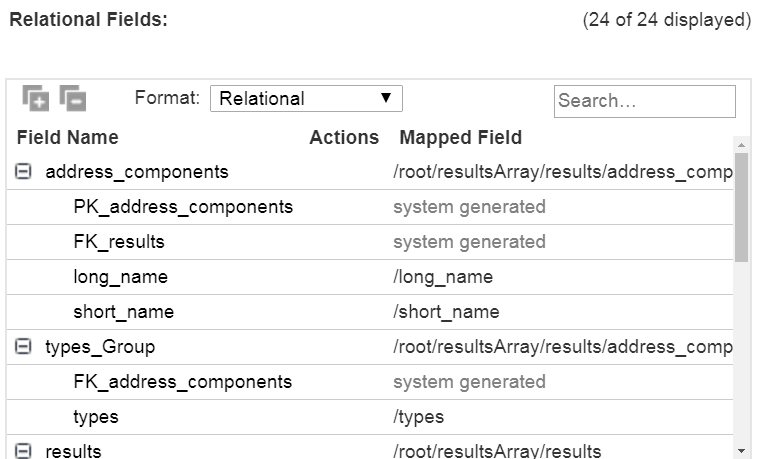 Relational Fields: (24 of 24 displayed)
Format: Relational Search...
Field Name Actions Mapped Field
address_components /root/resultsArray/results/address_comp
PK_address_components system generated
FK_results system generated
long_name /long_name
short_name /short_name
types_Group /root/resultsArray/results/address_comp
FK_address_components system generated
types /types
results /root/resultsArray/results